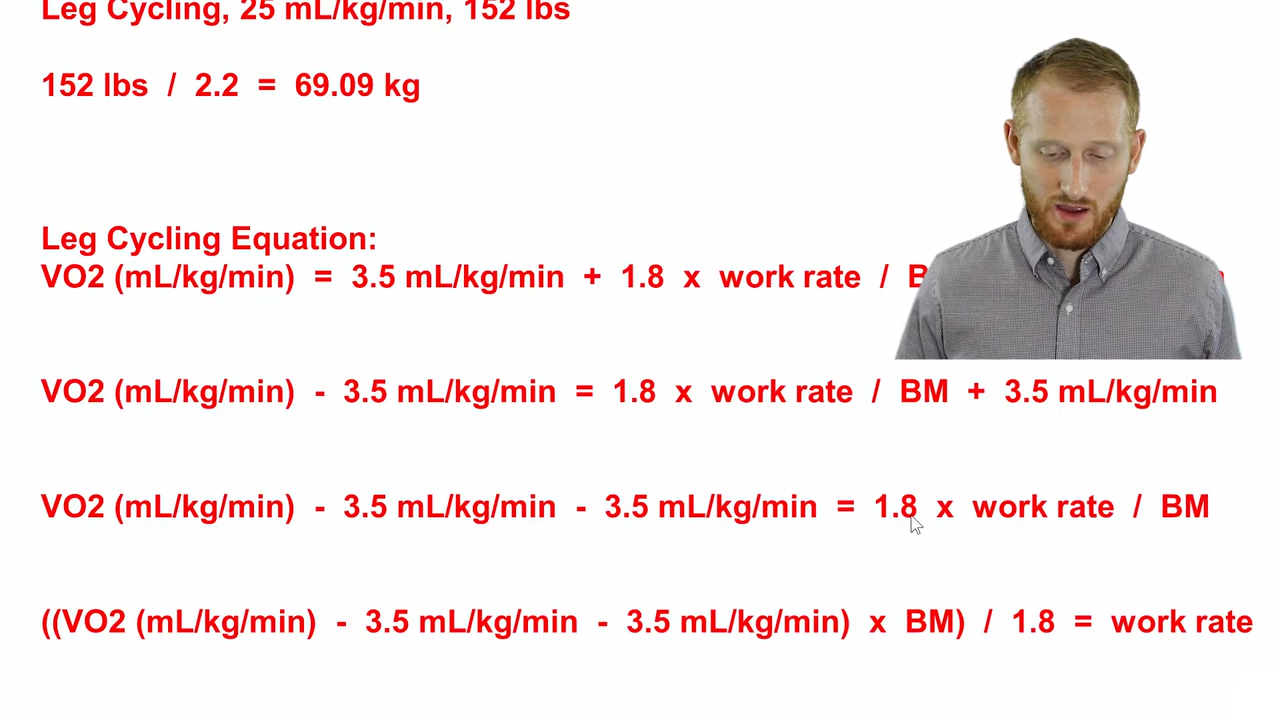 Leg Cycling, 25 mL/kg/min, 152 lbs
152 lbs / 2.2 = 69.09 kg
Leg Cycling Equation:
VO2 (mL/kg/min) = 3.5 mL/kg/min + 1.8 x work rate /
VO2 (mL/kg/min) - 3.5 mL/kg/min = 1.8 x work rate / BM + 3.5 mL/kg/min
VO2 (mL/kg/min) - 3.5 mL/kg/min - 3.5 mL/kg/min = 1.8 x work rate / BM
((VO2 (mL/kg/min) - 3.5 mL/kg/min - 3.5 mL/kg/min) x BM) / 1.8 = work rate